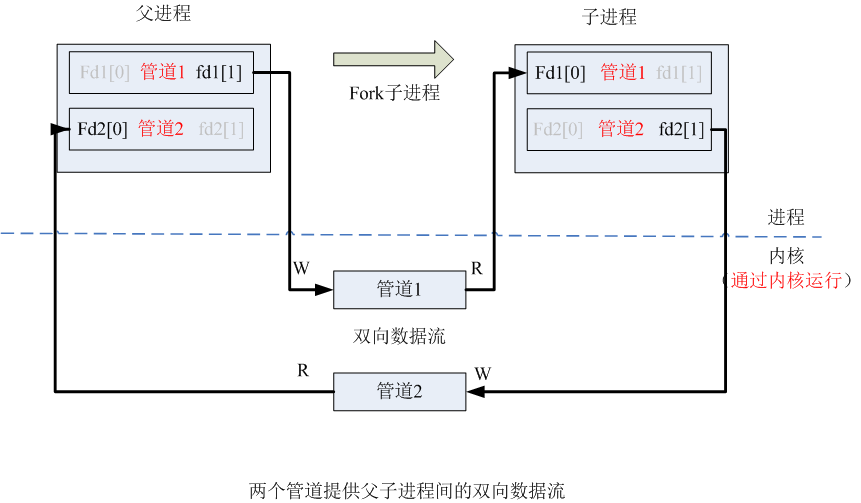 父进程
子进程
Fd1[0] 管道1 fd1[1]
Fd2[0] 管道2 fd2[1]
Fork子进程
Fd1[0] 管道1 fd1[1]
Fd2[0] 管道2 fd2[1]
进程
内核
（通过内核运行）
W
管道1
R
双向数据流
R
管道2
W
两个管道提供父子进程间的双向数据流